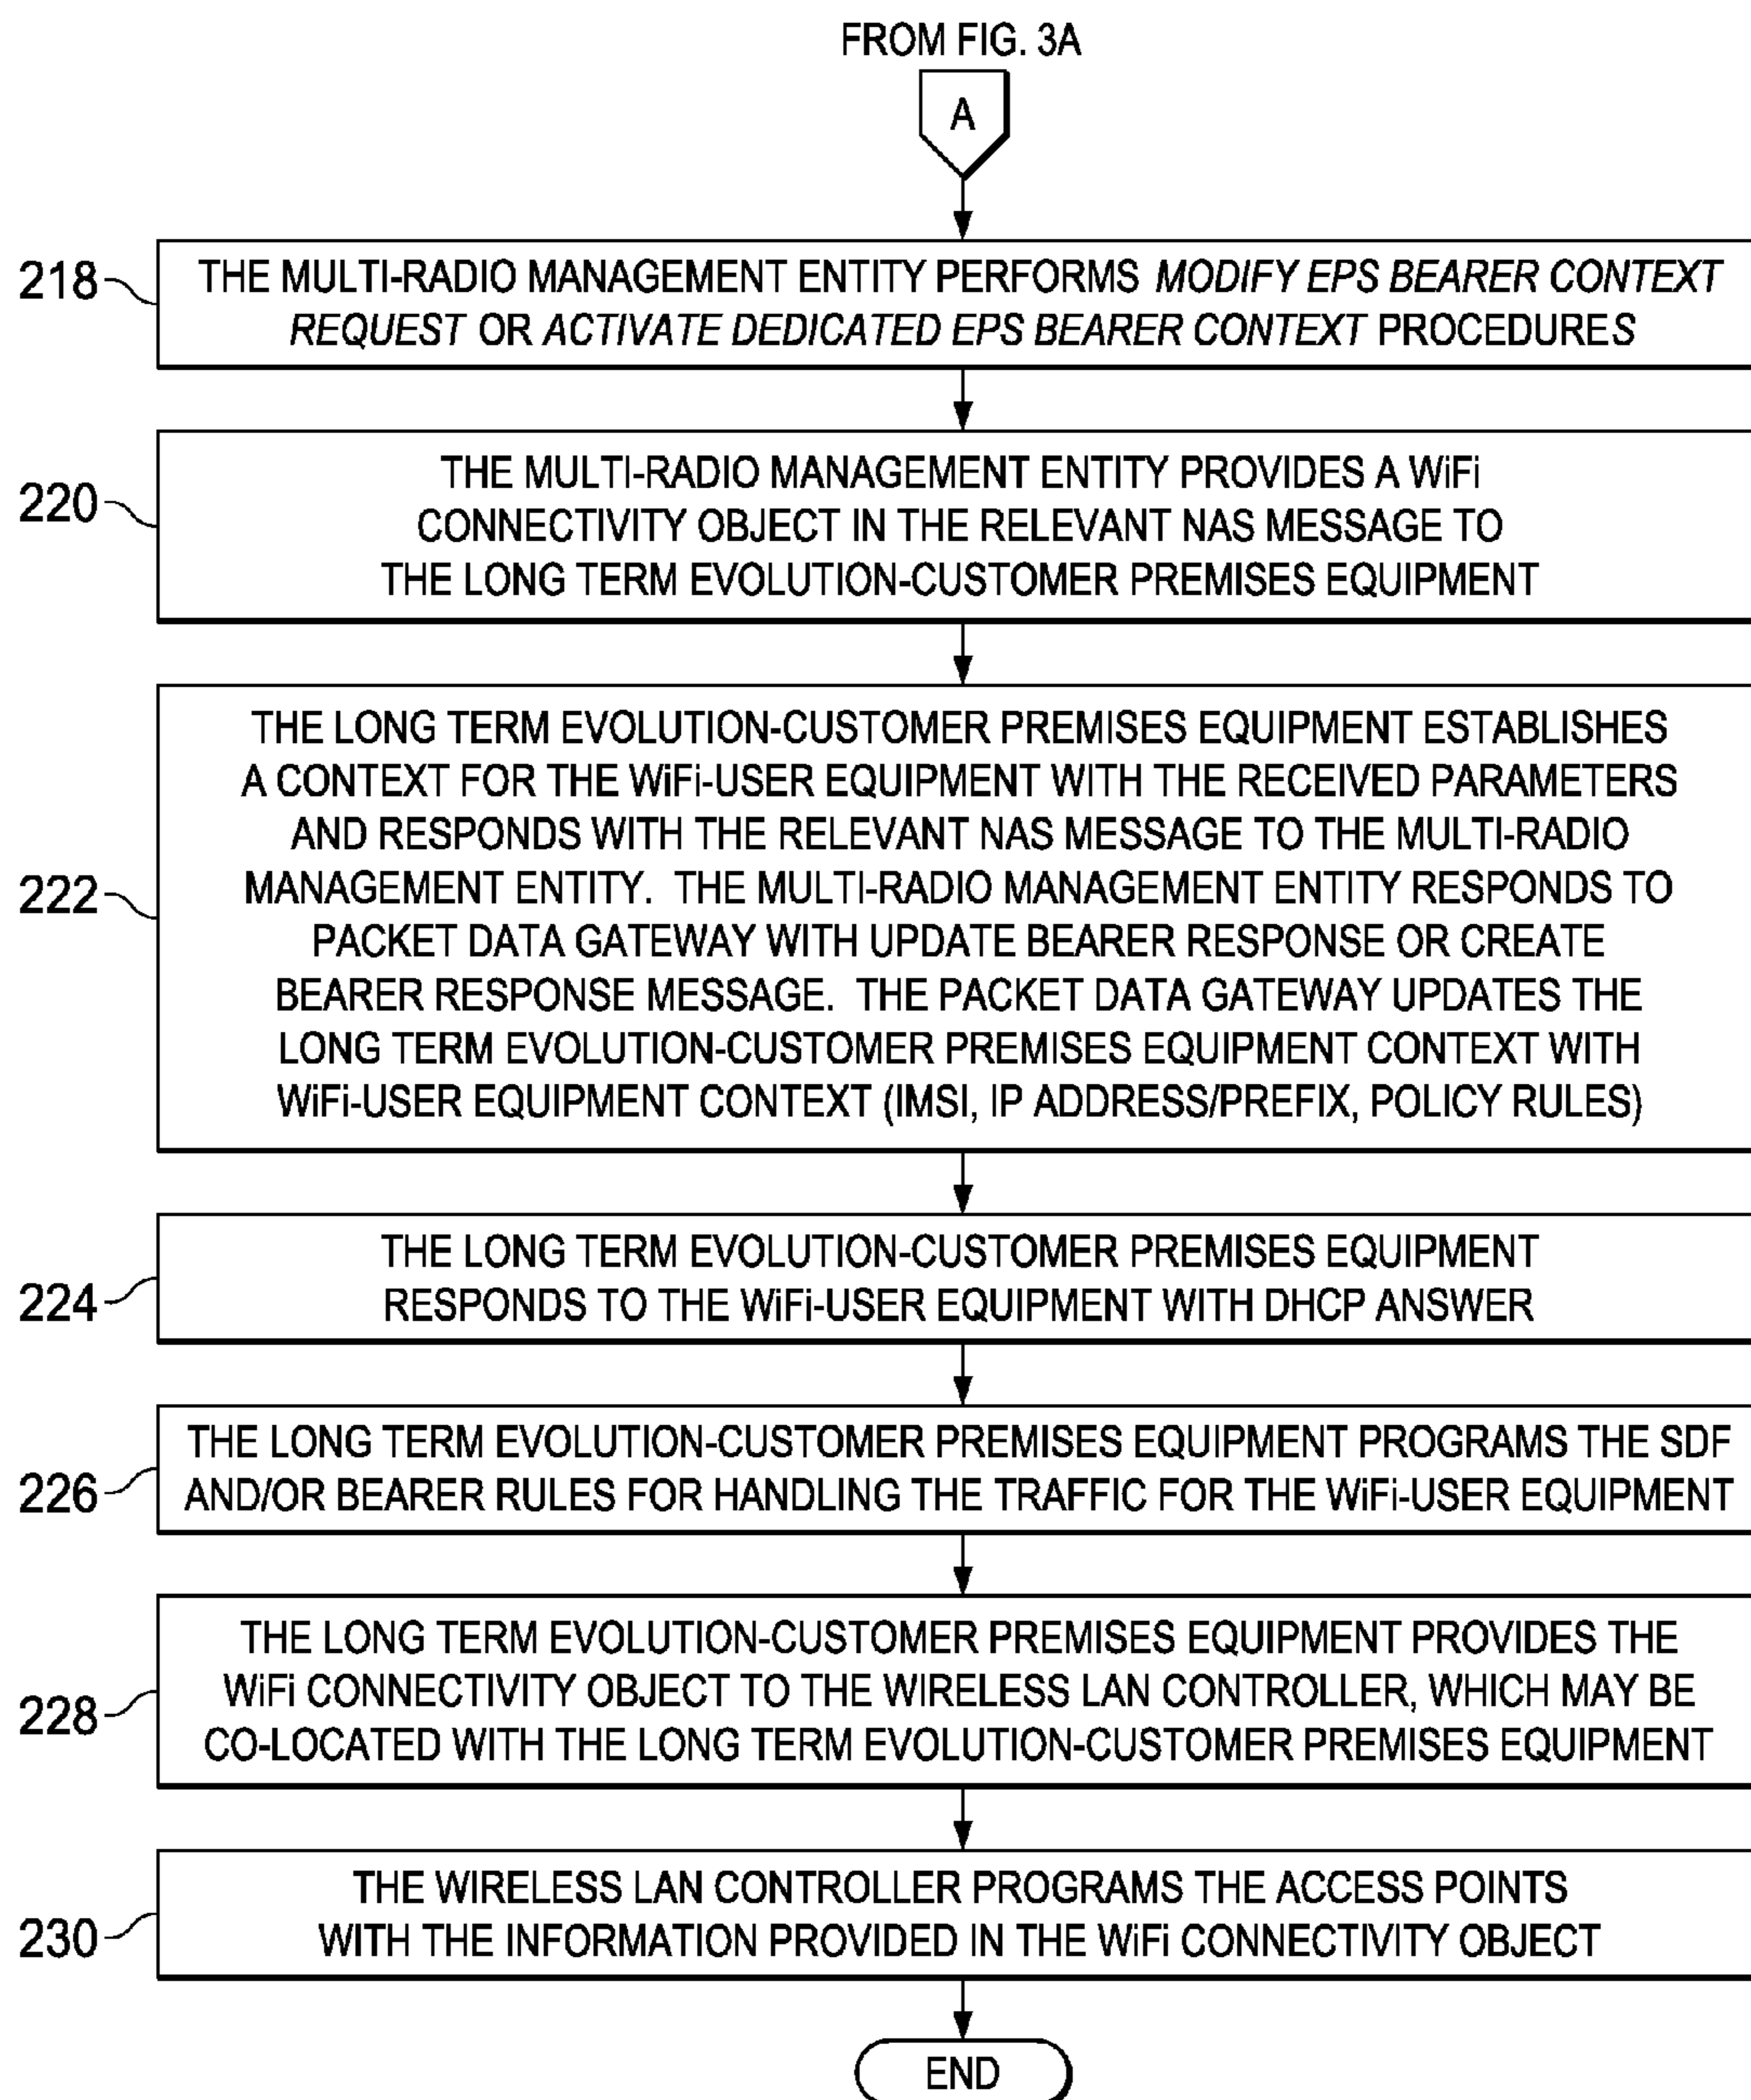 FROM FIG. 3A
A
218
THE MULTI-RADIO MANAGEMENT ENTITY PERFORMS MODIFY EPS BEARER CONTEXT
REQUEST OR ACTIVATE DEDICATED EPS BEARER CONTEXT PROCEDURES
220
THE MULTI-RADIO MANAGEMENT ENTITY PROVIDES A WiFi
CONNECTIVITY OBJECT IN THE RELEVANT NAS MESSAGE TO
THE LONG TERM EVOLUTION-CUSTOMER PREMISES EQUIPMENT
222
THE LONG TERM EVOLUTION-CUSTOMER PREMISES EQUIPMENT ESTABLISHES
A CONTEXT FOR THE WiFi-USER EQUIPMENT WITH THE RECEIVED PARAMETERS
AND RESPONDS WITH THE RELEVANT NAS MESSAGE TO THE MULTI-RADIO
MANAGEMENT ENTITY. THE MULTI-RADIO MANAGEMENT ENTITY RESPONDS TO
PACKET DATA GATEWAY WITH UPDATE BEARER RESPONSE OR CREATE
BEARER RESPONSE MESSAGE. THE PACKET DATA GATEWAY UPDATES THE
LONG TERM EVOLUTION-CUSTOMER PREMISES EQUIPMENT CONTEXT WITH
WiFi-USER EQUIPMENT CONTEXT (IMSI, IP ADDRESS/PREFIX, POLICY RULES)
224
THE LONG TERM EVOLUTION-CUSTOMER PREMISES EQUIPMENT
RESPONDS TO THE WiFi-USER EQUIPMENT WITH DHCP ANSWER
226
THE LONG TERM EVOLUTION-CUSTOMER PREMISES EQUIPMENT PROGRAMS THE SDF
AND/OR BEARER RULES FOR HANDLING THE TRAFFIC FOR THE WiFi-USER EQUIPMENT
228
THE LONG TERM EVOLUTION-CUSTOMER PREMISES EQUIPMENT PROVIDES THE
WiFi CONNECTIVITY OBJECT TO THE WIRELESS LAN CONTROLLER, WHICH MAY BE
CO-LOCATED WITH THE LONG TERM EVOLUTION-CUSTOMER PREMISES EQUIPMENT
230
THE WIRELESS LAN CONTROLLER PROGRAMS THE ACCESS POINTS
WITH THE INFORMATION PROVIDED IN THE WiFi CONNECTIVITY OBJECT
END